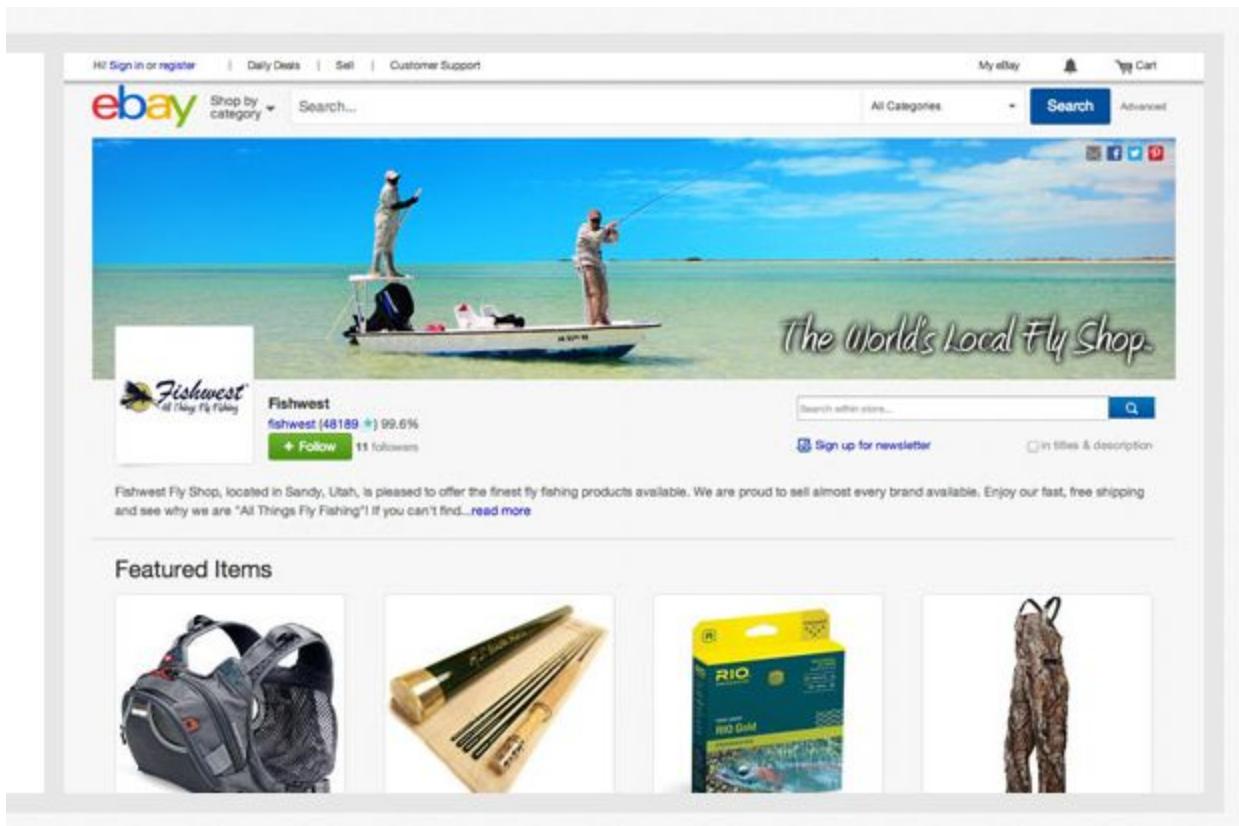 Hi! Sign in or register | Daily Deals | Sell | Customer Support My eBay Cart
ebay Shop by category Search... All Categories Search Advanced
The World's Local Fly Shop
Fishwest
All Things Fly Fishing
Fishwest
fishwest (48189 ★) 99.6%
+ Follow 11 followers
Search within store...
Sign up for newsletter in titles & description
Fishwest Fly Shop, located in Sandy, Utah, is pleased to offer the finest fly fishing products available. We are proud to sell almost every brand available. Enjoy our fast, free shipping
and see why we are "All Things Fly Fishing"! If you can't find...read more
Featured Items
RIO
RIO Gold